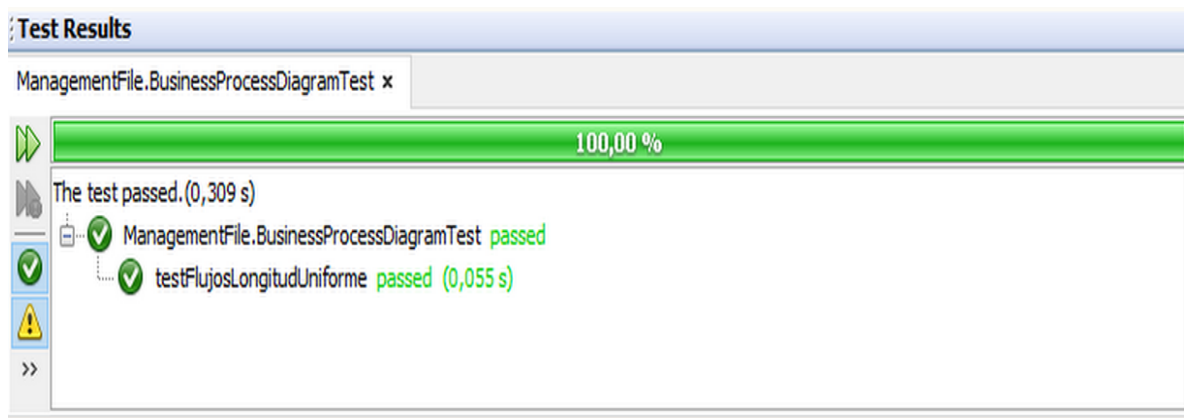 Test Results
ManagementFile.BusinessProcessDiagramTest ×
100,00 %
The test passed.(0,309 s)
ManagementFile.BusinessProcessDiagramTest passed
testFlujosLongitudUniforme passed (0,055 s)
>>